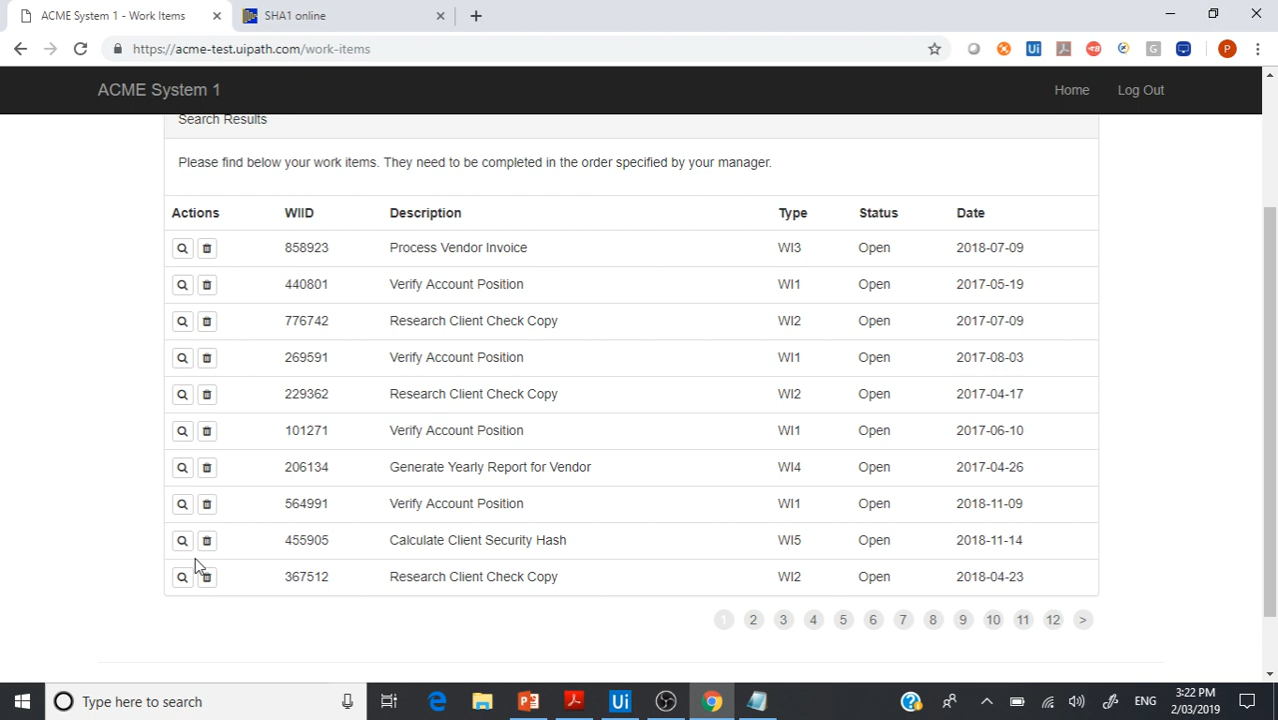 ACME System 1 - Work Items
SHA1 online
https://acme-test.uipath.com/work-items
Ui
G
P
ACME System 1
Home
Log Out
Search Results
Please find below your work items. They need to be completed in the order specified by your manager.
Actions WIID Description Type Status Date
858923 Process Vendor Invoice WI3 Open 2018-07-09
440801 Verify Account Position WI1 Open 2017-05-19
776742 Research Client Check Copy WI2 Open 2017-07-09
269591 Verify Account Position WI1 Open 2017-08-03
229362 Research Client Check Copy WI2 Open 2017-04-17
101271 Verify Account Position WI1 Open 2017-06-10
206134 Generate Yearly Report for Vendor WI4 Open 2017-04-26
564991 Verify Account Position WI1 Open 2018-11-09
455905 Calculate Client Security Hash WI5 Open 2018-11-14
367512 Research Client Check Copy WI2 Open 2018-04-23
1 2 3 4 5 6 7 8 9 10 11 12 >
Type here to search
Ui
ENG
3:22 PM
2/03/2019